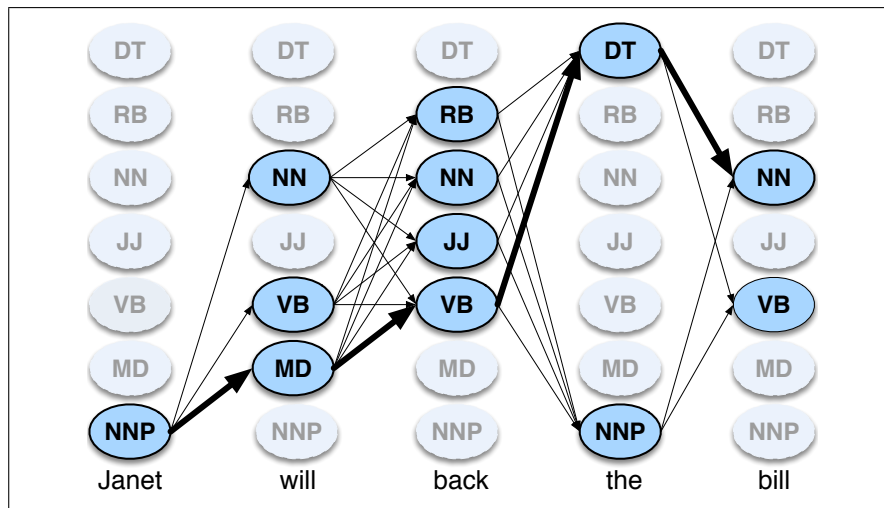 DT DT DT DT DT
RB RB RB RB RB
NN NN NN NN NN
JJ JJ JJ JJ JJ
VB VB VB VB VB
MD MD MD MD MD
NNP NNP NNP NNP NNP
Janet will back the bill